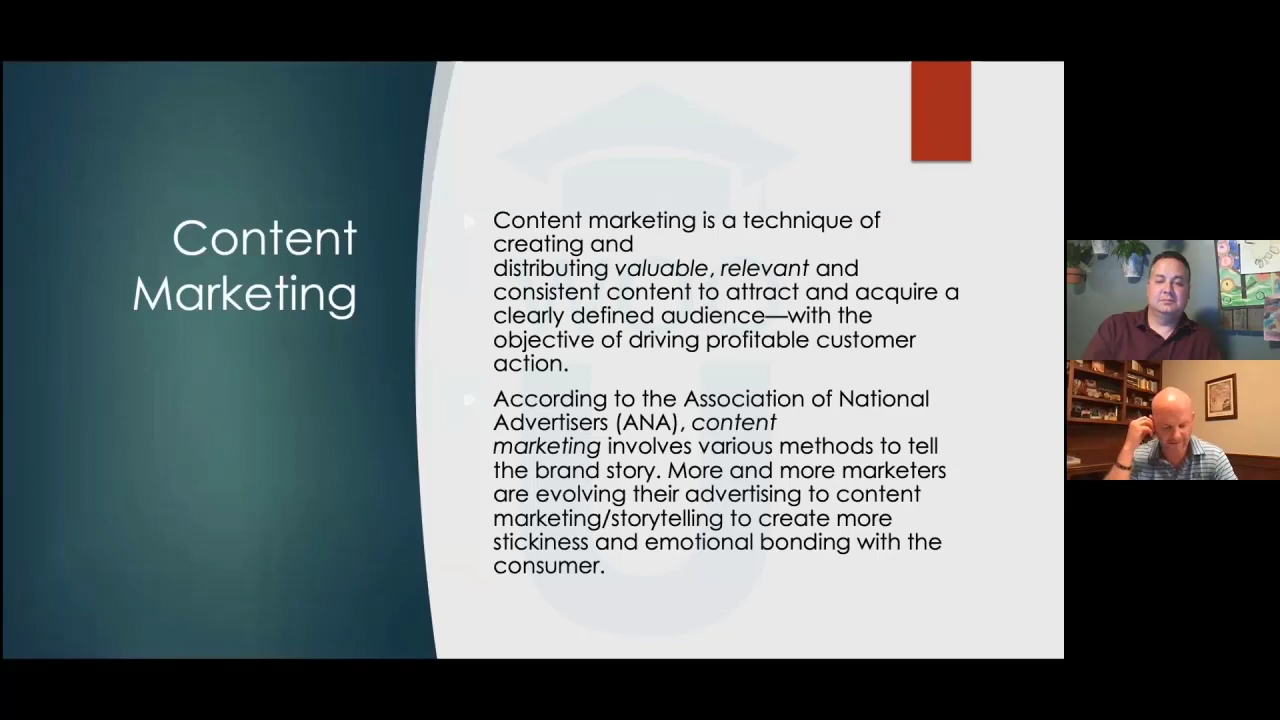 Content
Marketing
Content marketing is a technique of
creating and
distributing valuable, relevant and
consistent content to attract and acquire a
clearly defined audience—with the
objective of driving profitable customer
action.
According to the Association of National
Advertisers (ANA), content
marketing involves various methods to tell
the brand story. More and more marketers
are evolving their advertising to content
marketing/storytelling to create more
stickiness and emotional bonding with the
consumer.